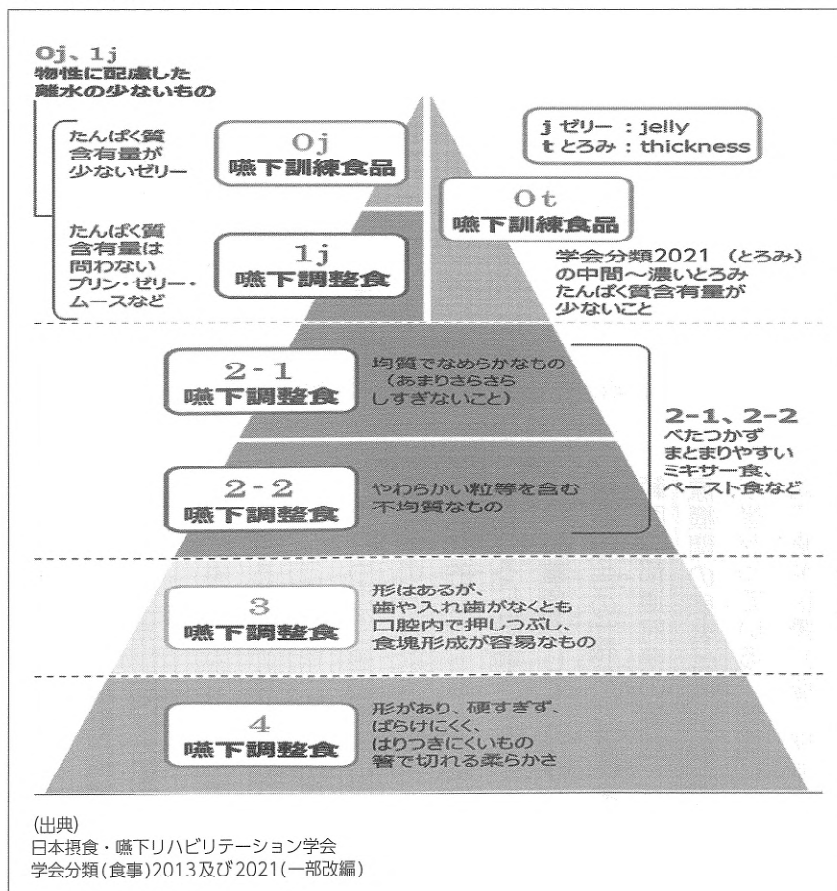 0j、1j
物性に配慮した
離水の少ないもの
たんぱく質
含有量が
少ないゼリー
0j
嚥下訓練食品
j ゼリー : jelly
t とろみ : thickness
0t
嚥下訓練食品
たんぱく質
含有量は
問わない
プリン・ゼリー・
ムースなど
1j
嚥下調整食
学会分類2021 (とろみ)
の中間~濃いとろみ
たんぱく質含有量が
少ないこと
2-1
嚥下調整食
均質でなめらかなもの
(あまりさらさら
しすぎないこと)
2-1、2-2
べたつかず
まとまりやすい
ミキサー食、
ペースト食など
2-2
嚥下調整食
やわらかい粒等を含む
不均質なもの
3
嚥下調整食
形はあるが、
歯や入れ歯がなくとも
口腔内で押しつぶし、
食塊形成が容易なもの
4
嚥下調整食
形があり、硬すぎず、
ばらけにくく、
はりつきにくいもの
箸で切れる柔らかさ
(出典)
日本摂食・嚥下リハビリテーション学会
学会分類(食事)2013及び2021(一部改編)